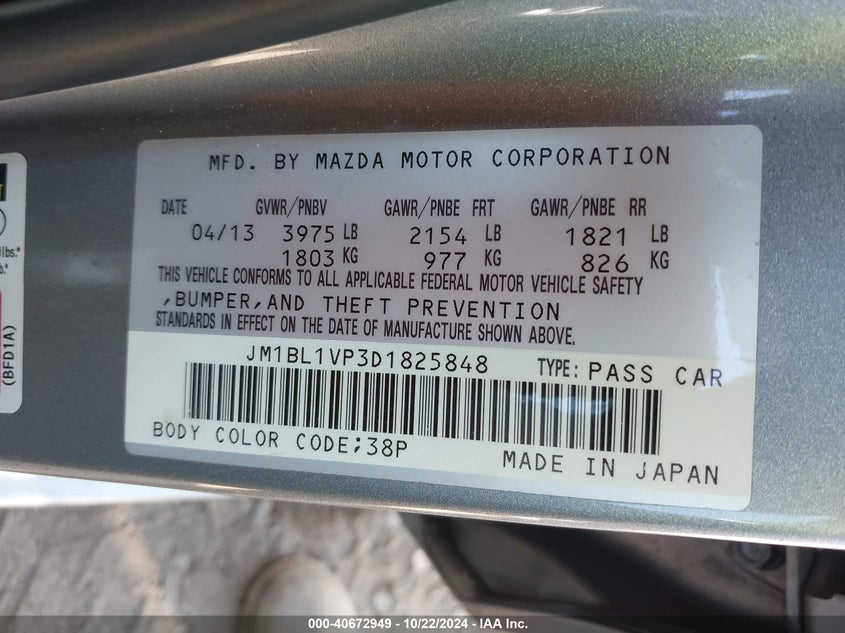 MFD. BY MAZDA MOTOR CORPORATION
DATE GVWR/PNBV GAWR/PNBE FRT GAWR/PNBE RR
04/13 3975 LB 2154 LB 1821 LB
1803 KG 977 KG 826 KG
THIS VEHICLE CONFORMS TO ALL APPLICABLE FEDERAL MOTOR VEHICLE SAFETY
,BUMPER,AND THEFT PREVENTION
STANDARDS IN EFFECT ON THE DATE OF MANUFACTURE SHOWN ABOVE.
JM1BL1VP3D1825848 TYPE: PASS CAR
BODY COLOR CODE;38P
MADE IN JAPAN
lbs.*
(BFD1A)
000-40672949 - 10/22/2024 - IAA Inc.